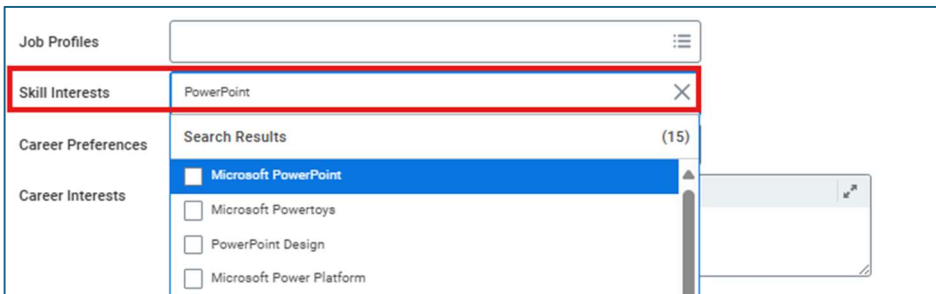 Job Profiles
Skill Interests PowerPoint
Search Results (15)
Career Preferences
Microsoft PowerPoint
Career Interests
Microsoft Powertoys
PowerPoint Design
Microsoft Power Platform